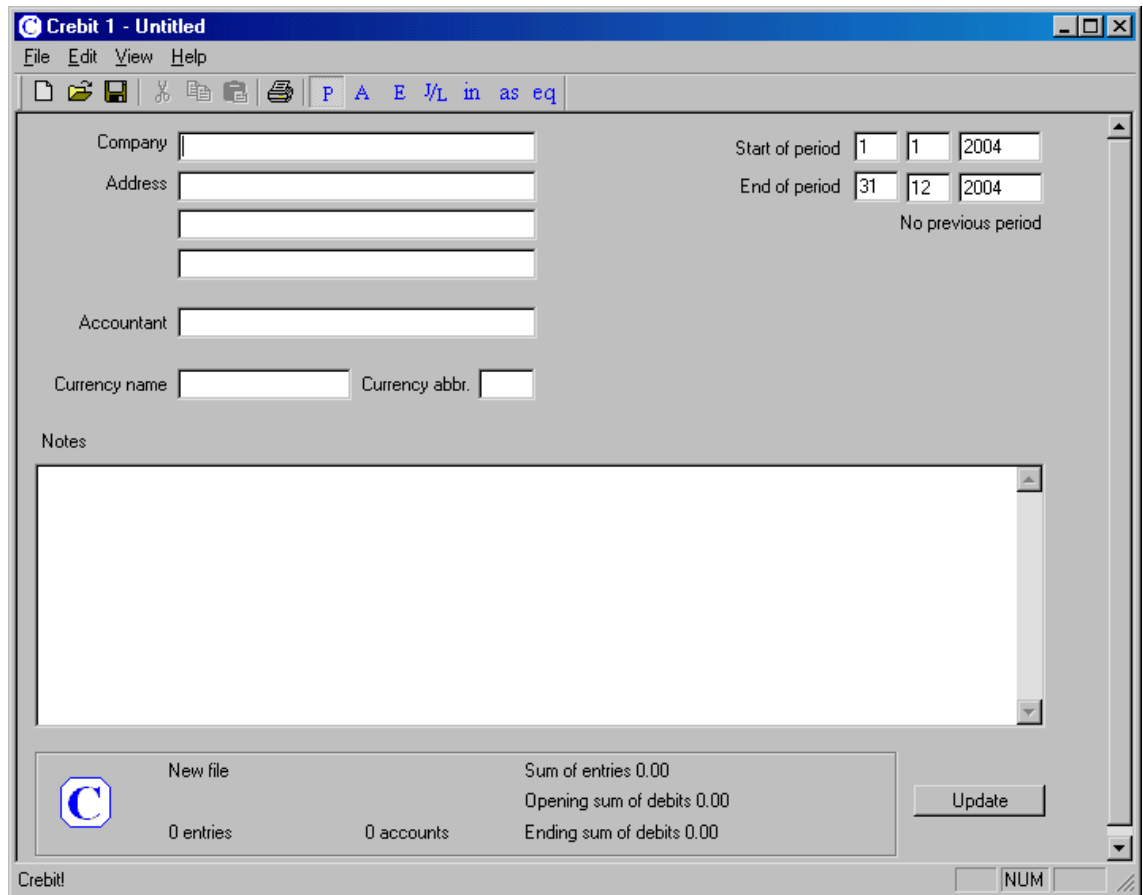 Crebit 1 - Untitled
File Edit View Help
P A E J/L in as eq
Company
Start of period 1 1 2004
Address
End of period 31 12 2004
No previous period
Accountant
Currency name Currency abbr.
Notes
New file Sum of entries 0.00
Opening sum of debits 0.00
Update
C
0 entries 0 accounts Ending sum of debits 0.00
Crebit! NUM